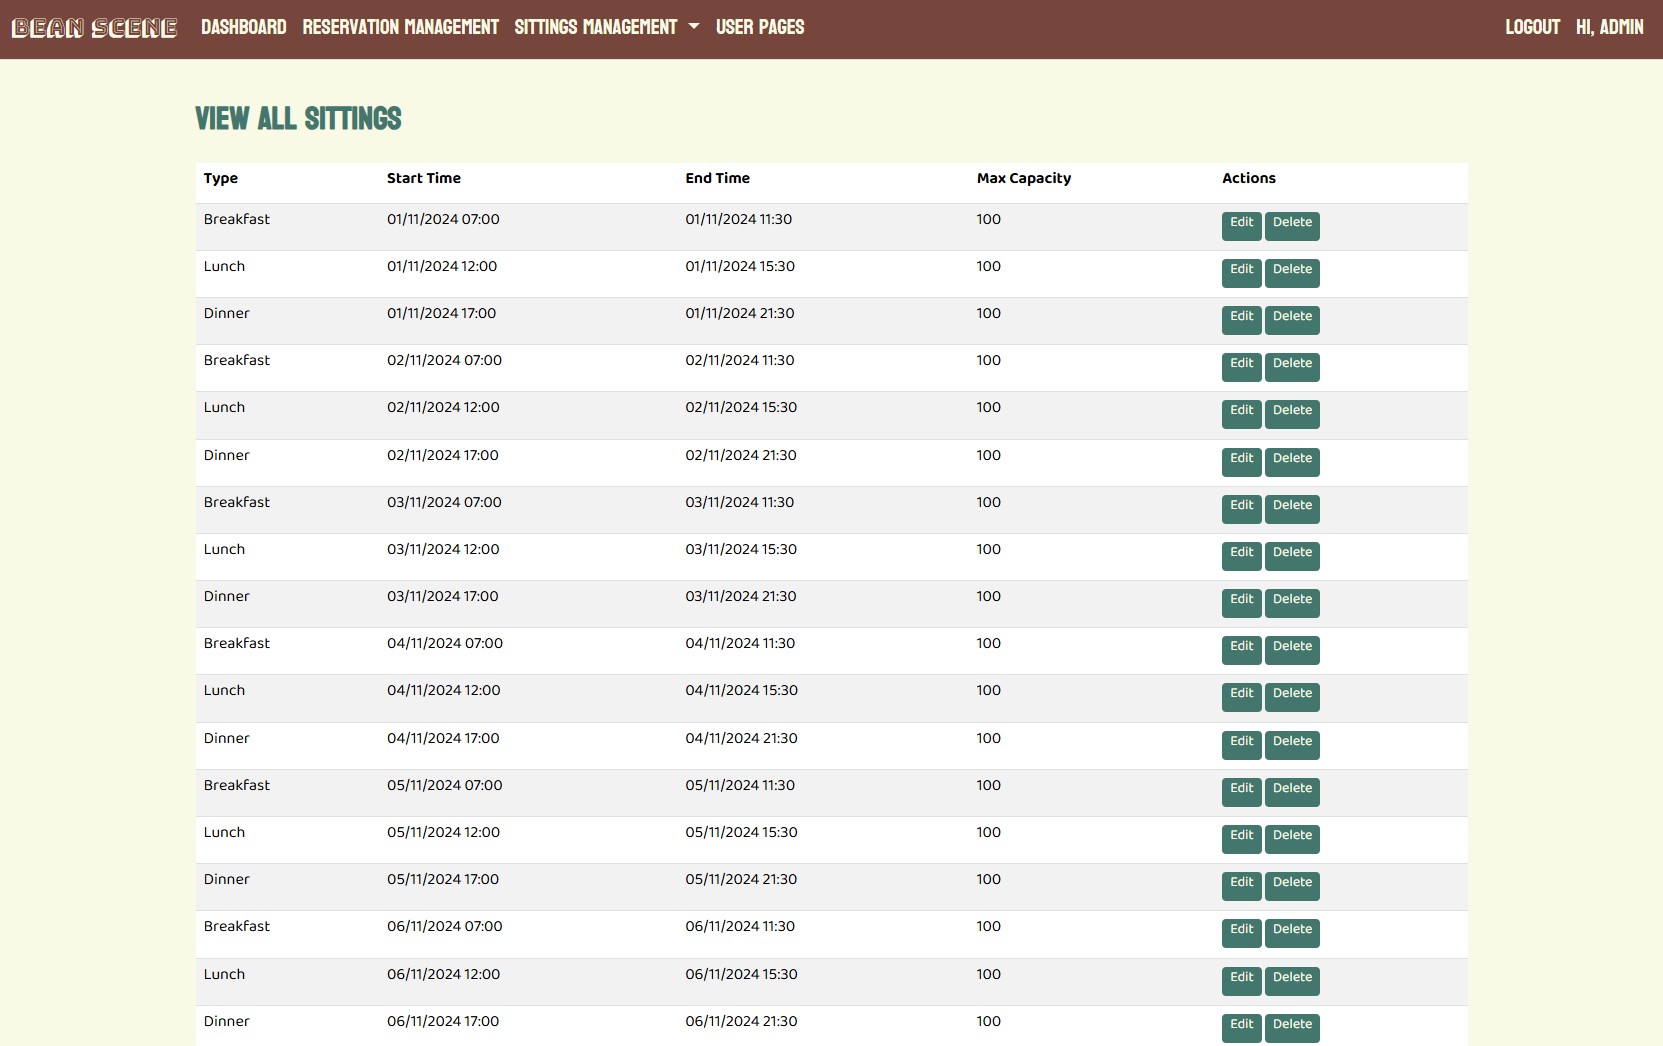 BEAN SCENE DASHBOARD RESERVATION MANAGEMENT SITTINGS MANAGEMENT USER PAGES LOGOUT HI, ADMIN
VIEW ALL SITTINGS
Type Start Time End Time Max Capacity Actions
Breakfast 01/11/2024 07:00 01/11/2024 11:30 100 Edit Delete
Lunch 01/11/2024 12:00 01/11/2024 15:30 100 Edit Delete
Dinner 01/11/2024 17:00 01/11/2024 21:30 100 Edit Delete
Breakfast 02/11/2024 07:00 02/11/2024 11:30 100 Edit Delete
Lunch 02/11/2024 12:00 02/11/2024 15:30 100 Edit Delete
Dinner 02/11/2024 17:00 02/11/2024 21:30 100 Edit Delete
Breakfast 03/11/2024 07:00 03/11/2024 11:30 100 Edit Delete
Lunch 03/11/2024 12:00 03/11/2024 15:30 100 Edit Delete
Dinner 03/11/2024 17:00 03/11/2024 21:30 100 Edit Delete
Breakfast 04/11/2024 07:00 04/11/2024 11:30 100 Edit Delete
Lunch 04/11/2024 12:00 04/11/2024 15:30 100 Edit Delete
Dinner 04/11/2024 17:00 04/11/2024 21:30 100 Edit Delete
Breakfast 05/11/2024 07:00 05/11/2024 11:30 100 Edit Delete
Lunch 05/11/2024 12:00 05/11/2024 15:30 100 Edit Delete
Dinner 05/11/2024 17:00 05/11/2024 21:30 100 Edit Delete
Breakfast 06/11/2024 07:00 06/11/2024 11:30 100 Edit Delete
Lunch 06/11/2024 12:00 06/11/2024 15:30 100 Edit Delete
Dinner 06/11/2024 17:00 06/11/2024 21:30 100 Edit Delete